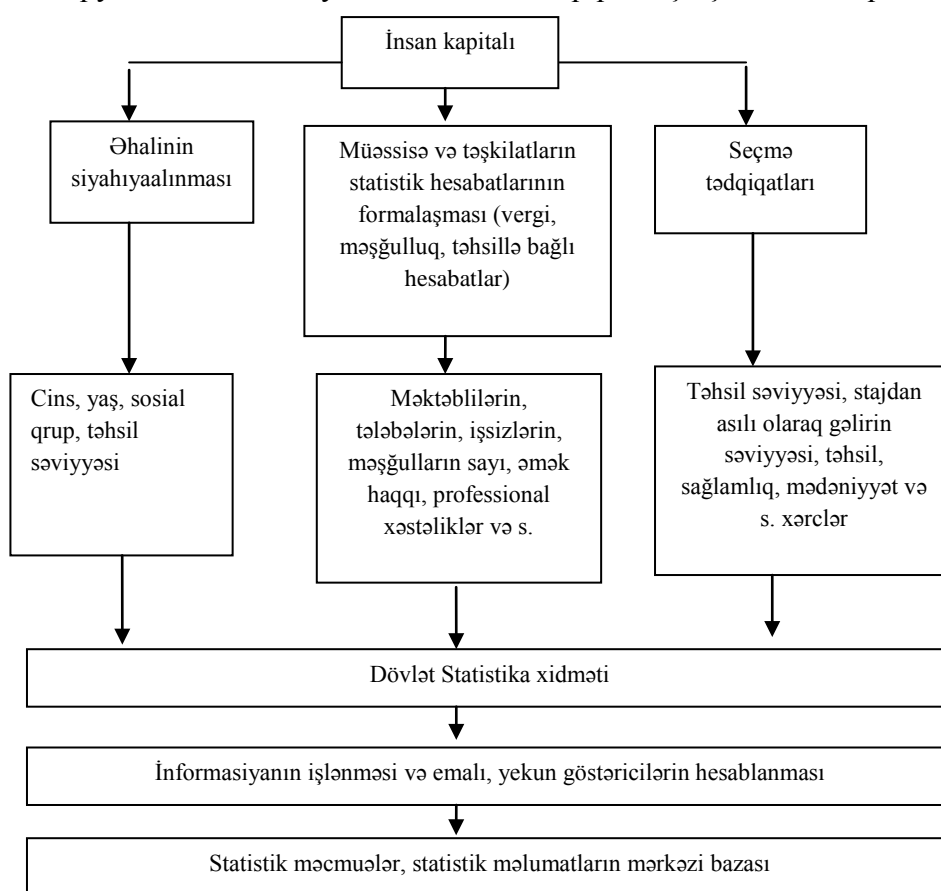 İnsan kapitalı
Əhalinin
siyahıyaalınması
Müəssisə və təşkilatların
statistik hesabatlarının
formalaşması (vergi,
məşğulluq, təhsillə bağlı
hesabatlar)
Seçmə
tədqiqatları
Cins, yaş, sosial
qrup, təhsil
səviyyəsi
Məktəblilərin,
tələbələrin, işsizlərin,
məşğulların sayı, əmək
haqqı, professional
xəstəliklər və s.
Təhsil səviyyəsi, stajdan
asılı olaraq gəlirin
səviyyəsi, təhsil,
sağlamlıq, mədəniyyət və
s. xərclər
Dövlət Statistika xidməti
İnformasiyanın işlənməsi və emalı, yekun göstəricilərin hesablanması
Statistik məcmuələr, statistik məlumatların mərkəzi bazası